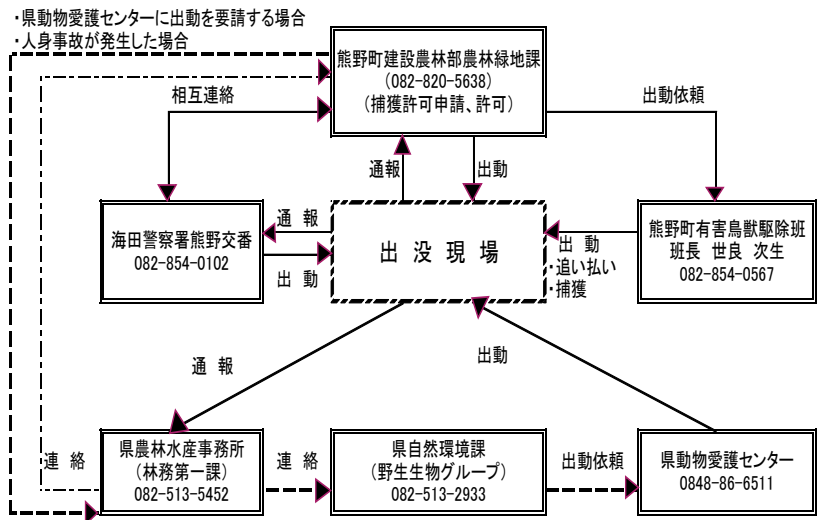 ・県動物愛護センターに出動を要請する場合
・人身事故が発生した場合
熊野町建設農林部農林緑地課
(082-820-5638)
(捕獲許可申請、許可)
相互連絡
出動依頼
通報
出動
海田警察署熊野交番
082-854-0102
通 報
出 動
出 没 現 場
出 動
・追い払い
・捕獲
熊野町有害鳥獣駆除班
班長 世良 次生
082-854-0567
通 報
出動
連 絡
県農林水産事務所
(林務第一課)
082-513-5452
連 絡
県自然環境課
(野生生物グループ)
082-513-2933
出動依頼
県動物愛護センター
0848-86-6511